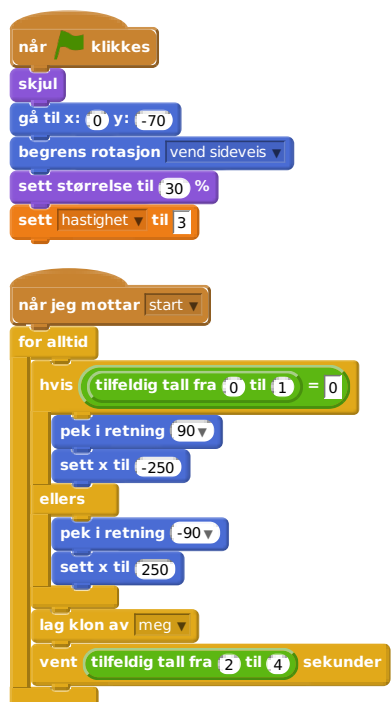 når klikkes
skjul
gå til x: 0 y: -70
begrens rotasjon vend sideveis
sett størrelse til 30 %
sett hastighet til 3
når jeg mottar start
for alltid
hvis tilfeldig tall fra 0 til 1 = 0
pek i retning 90
sett x til -250
ellers
pek i retning -90
sett x til 250
lag klon av meg
vent tilfeldig tall fra 2 til 4 sekunder